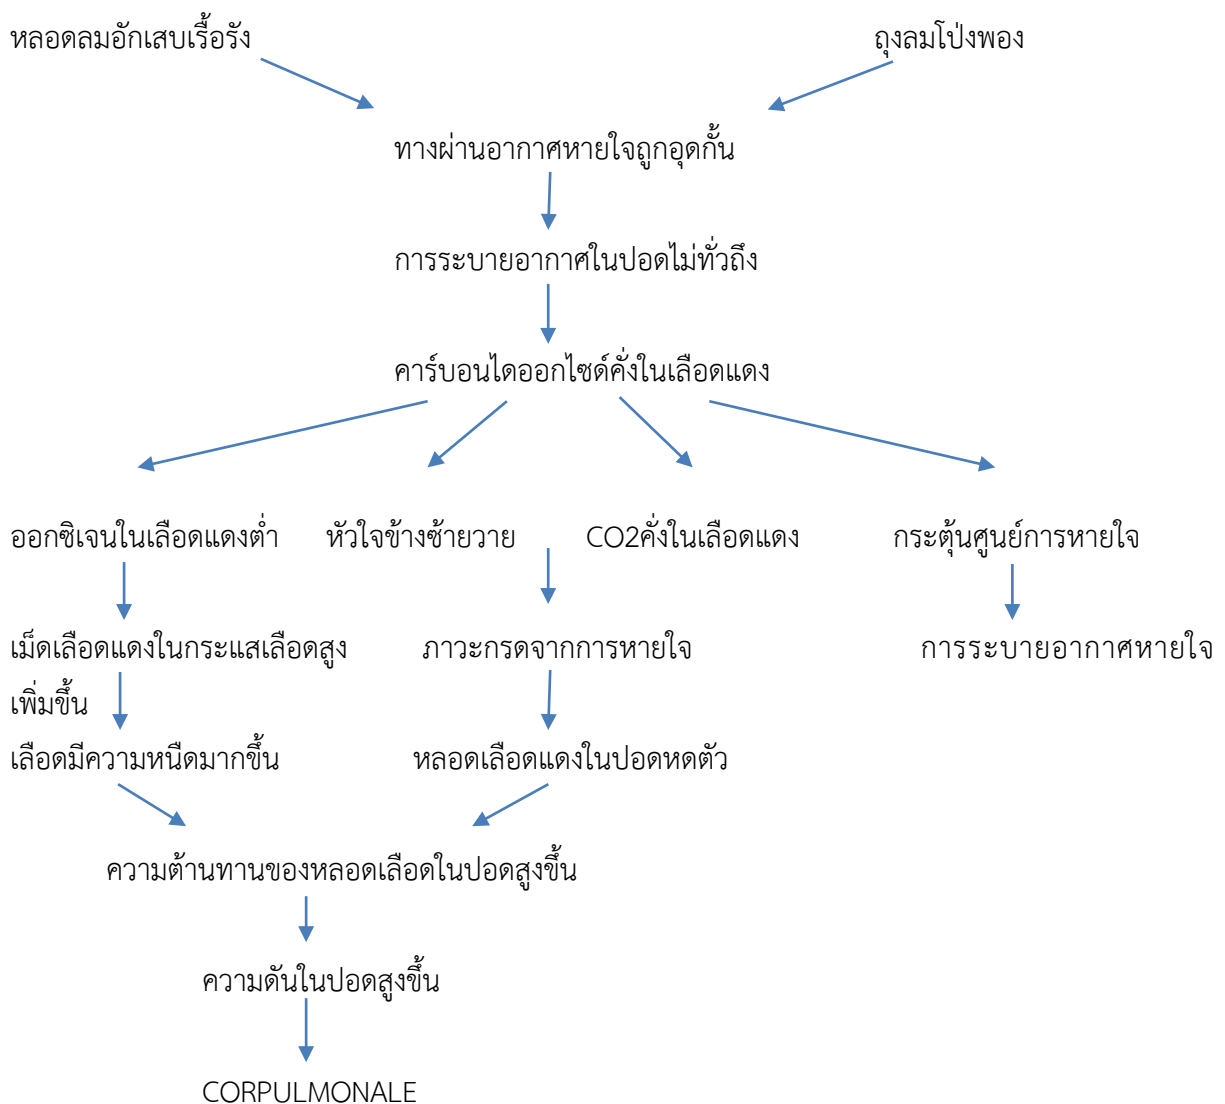 หลอดลมอักเสบเรื้อรัง
ถุงลมโป่งพอง
ทางผ่านอากาศหายใจถูกอุดกั้น
การระบายอากาศในปอดไม่ทั่วถึง
คาร์บอนไดออกไซด์คั่งในเลือดแดง
ออกซิเจนในเลือดแดงต่ำ
หัวใจข้างซ้ายวาย
CO2คั่งในเลือดแดง
กระตุ้นศูนย์การหายใจ
เม็ดเลือดแดงในกระแสเลือดสูง
ภาวะกรดจากการหายใจ
การระบายอากาศหายใจ
เพิ่มขึ้น
เลือดมีความหนืดมากขึ้น
หลอดเลือดแดงในปอดหดตัว
ความต้านทานของหลอดเลือดในปอดสูงขึ้น
ความดันในปอดสูงขึ้น
CORPULMONALE